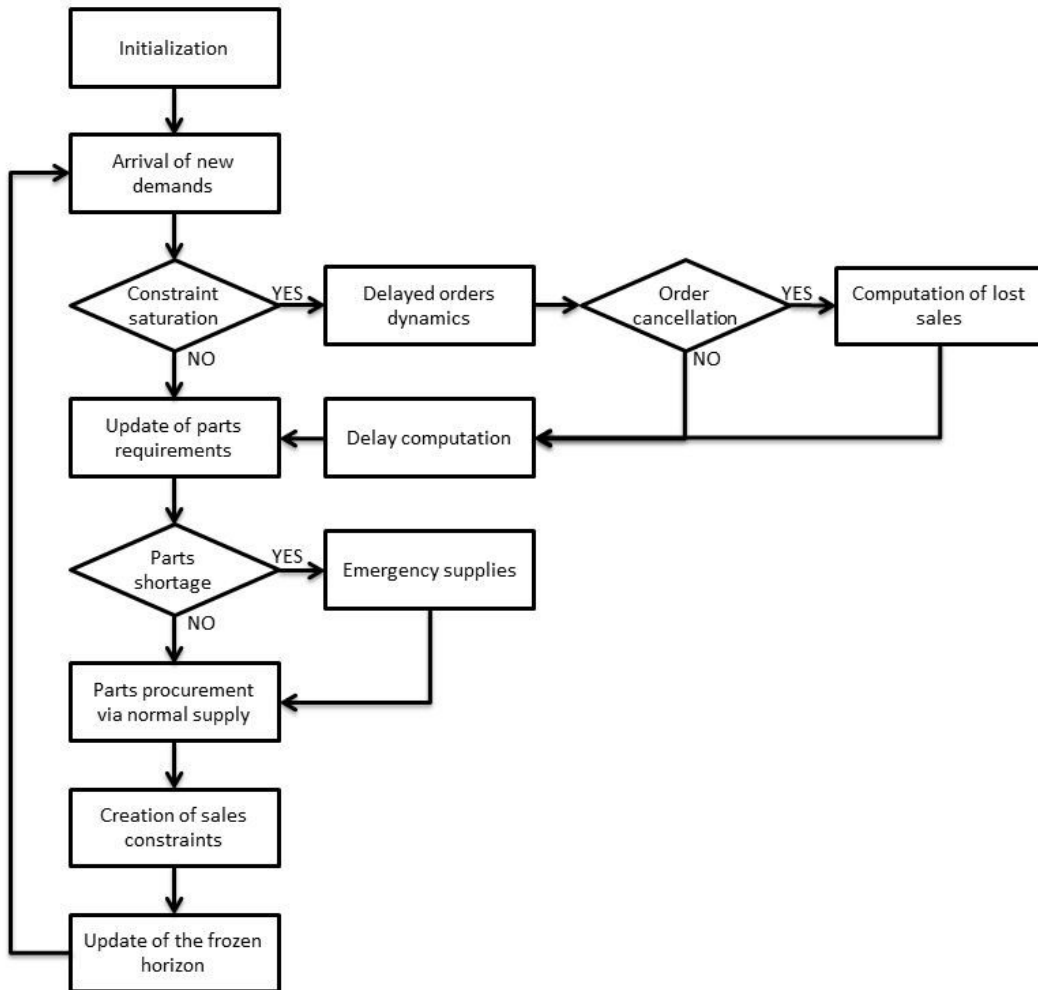 Initialization
Arrival of new
demands
Constraint
saturation
YES
Delayed orders
dynamics
Order
cancellation
YES
Computation of lost
sales
NO
NO
Update of parts
requirements
Delay computation
Parts
shortage
YES
Emergency supplies
NO
Parts procurement
via normal supply
Creation of sales
constraints
Update of the frozen
horizon